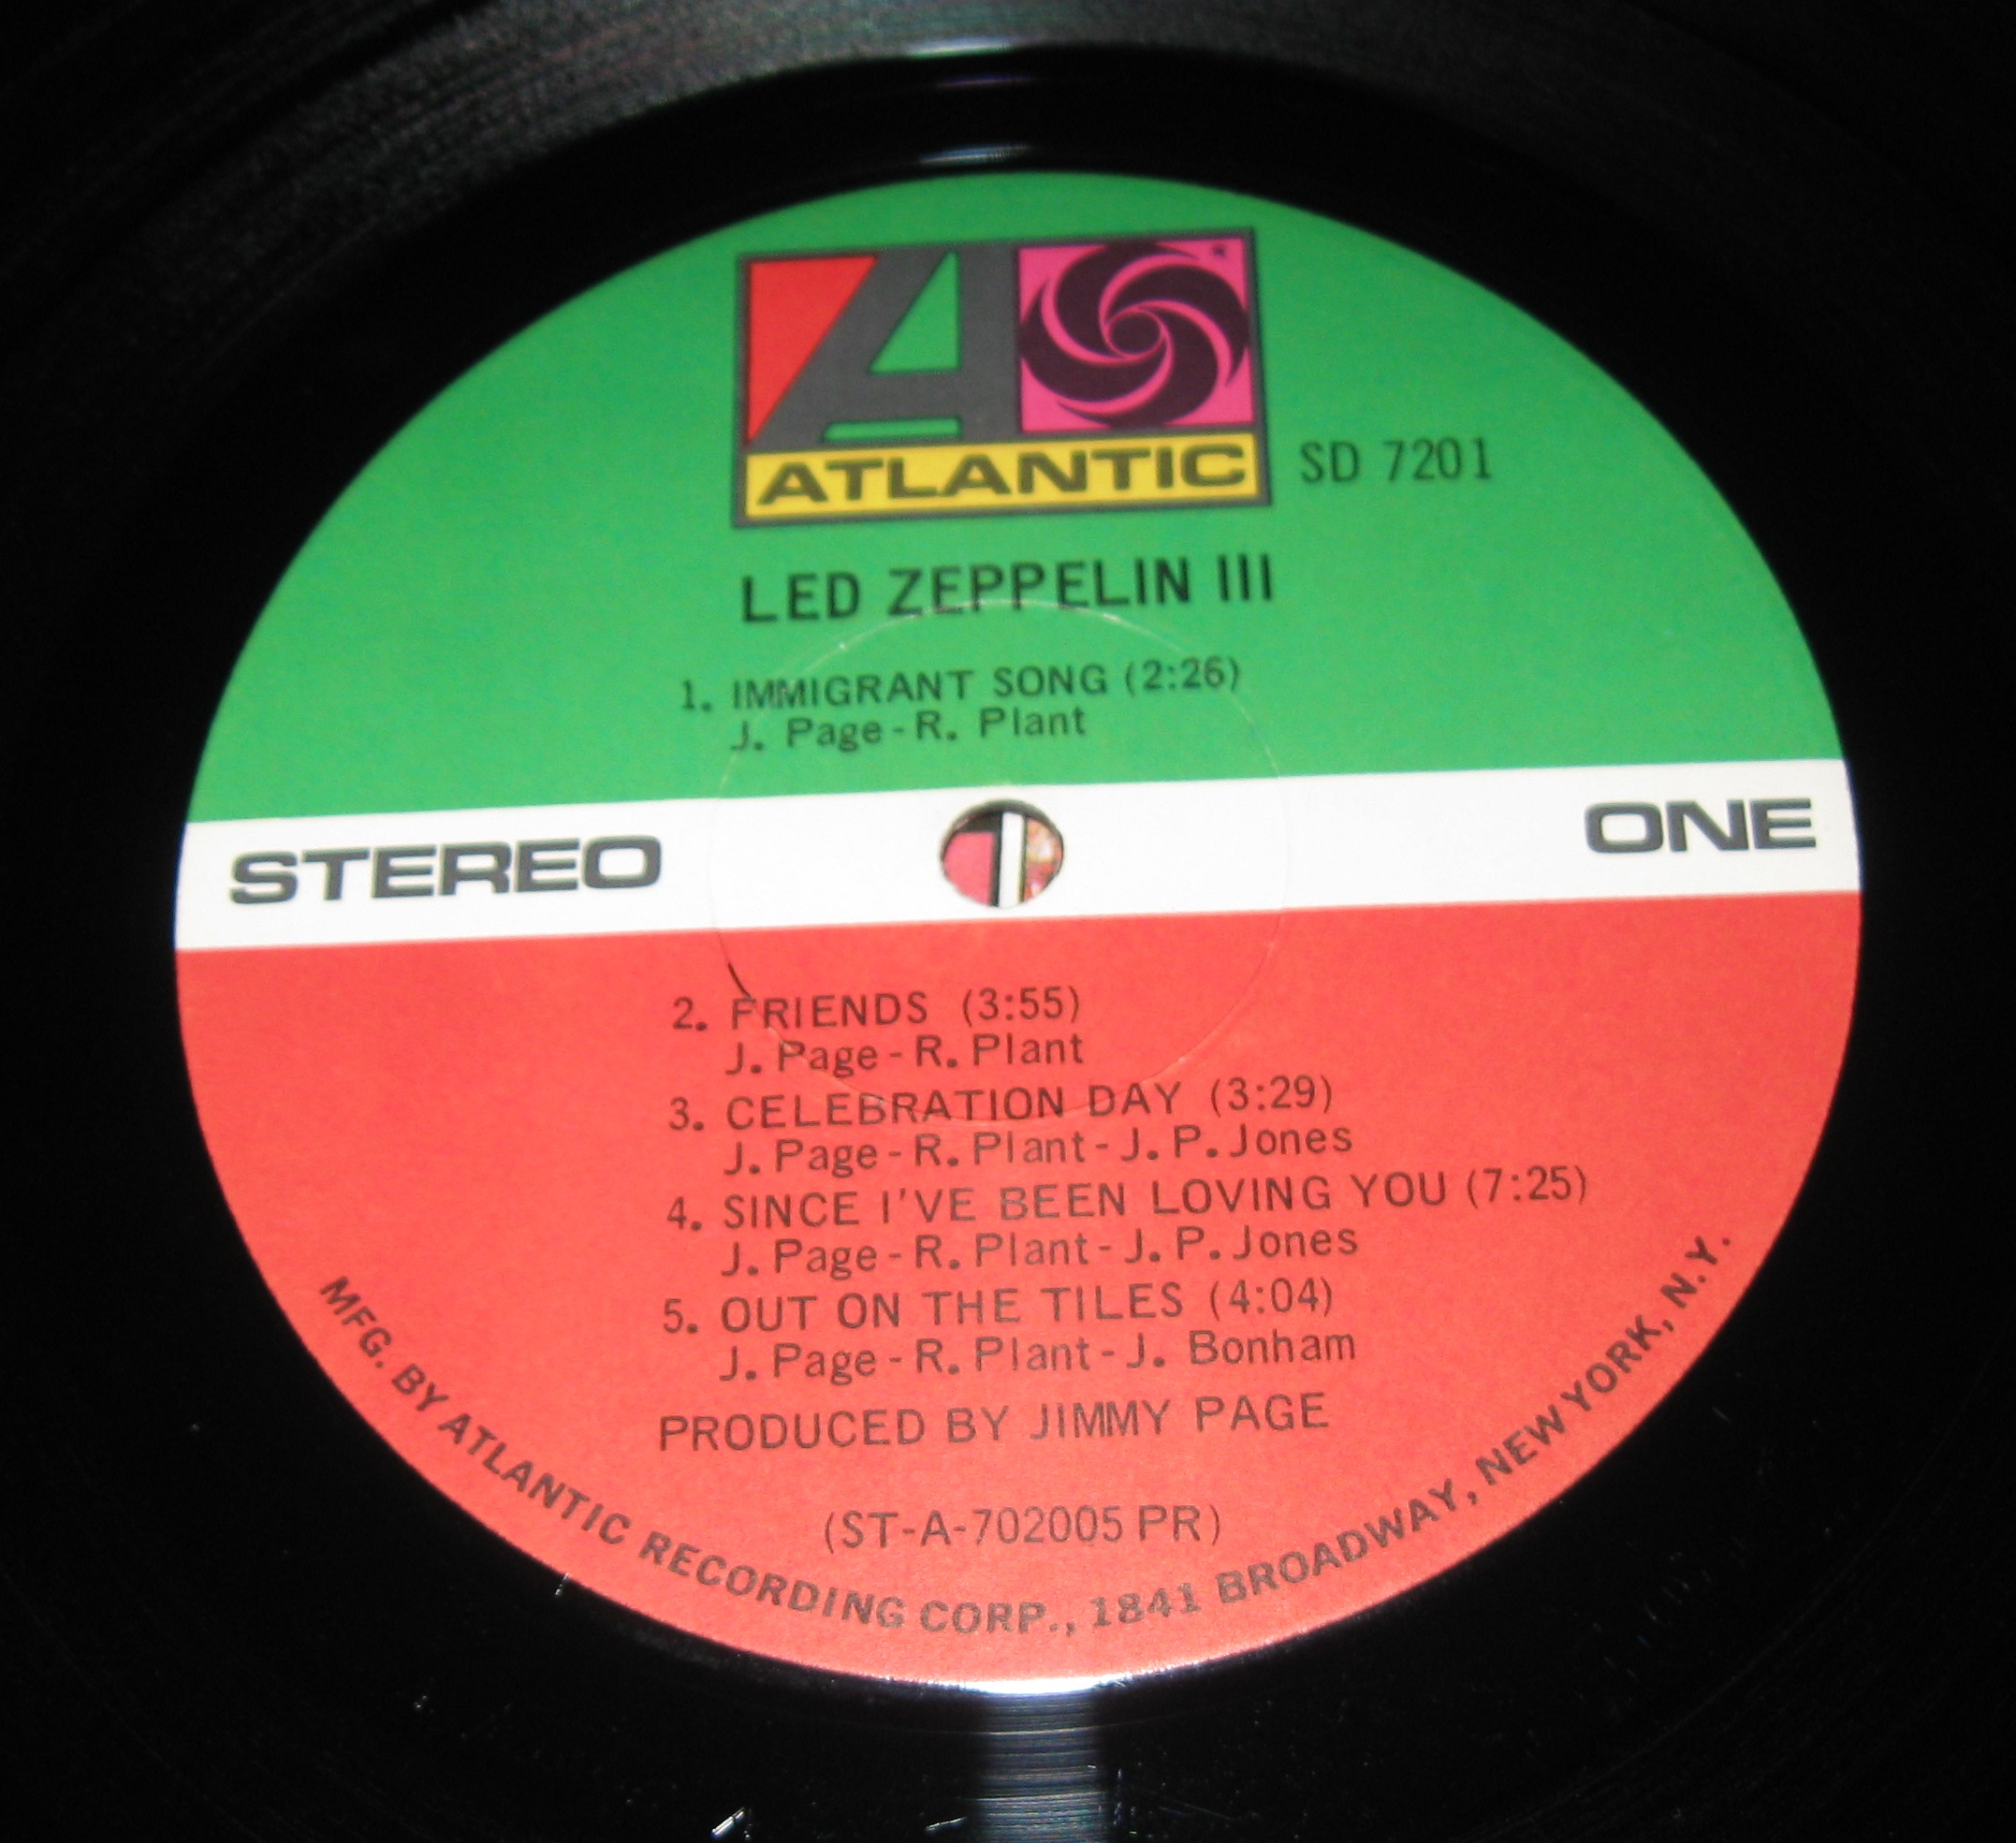 ATLANTIC
SD 7201
LED ZEPPELIN III
1. IMMIGRANT SONG (2:26)
J. Page - R. Plant
STEREO
ONE
2. FRIENDS (3:55)
J. Page - R. Plant
3. CELEBRATION DAY (3:29)
J. Page - R. Plant - J. P. Jones
4. SINCE I'VE BEEN LOVING YOU (7:25)
J. Page - R. Plant - J. P. Jones
5. OUT ON THE TILES (4:04)
J. Page - R. Plant - J. Bonham
PRODUCED BY JIMMY PAGE
(ST-A-702005 PR)
MFG. BY ATLANTIC RECORDING CORP., 1841 BROADWAY, NEW YORK, N.Y.